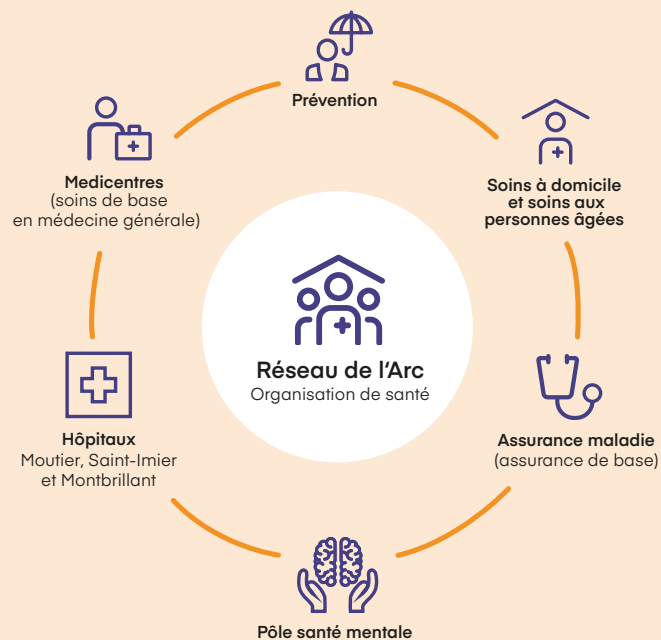 Prévention
Medicentres
(soins de base
en médecine générale)
Soins à domicile
et soins aux
personnes âgées
Réseau de l'Arc
Organisation de santé
Hôpitaux
Moutier, Saint-Imier
et Montbrillant
Assurance maladie
(assurance de base)
Pôle santé mentale